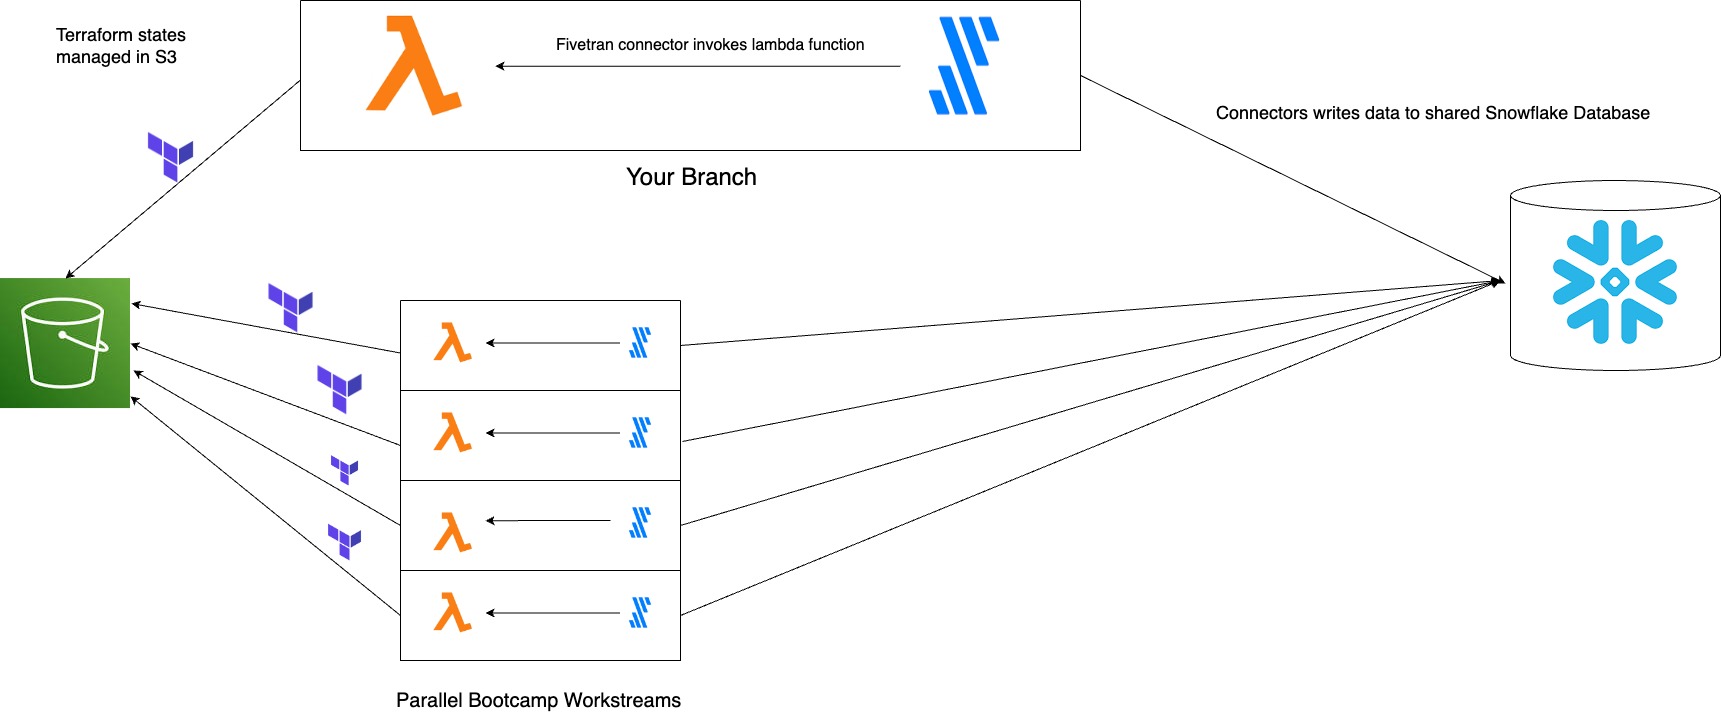 Terraform states
managed in S3
Fivetran connector invokes lambda function
Connectors writes data to shared Snowflake Database
Your Branch
Parallel Bootcamp Workstreams